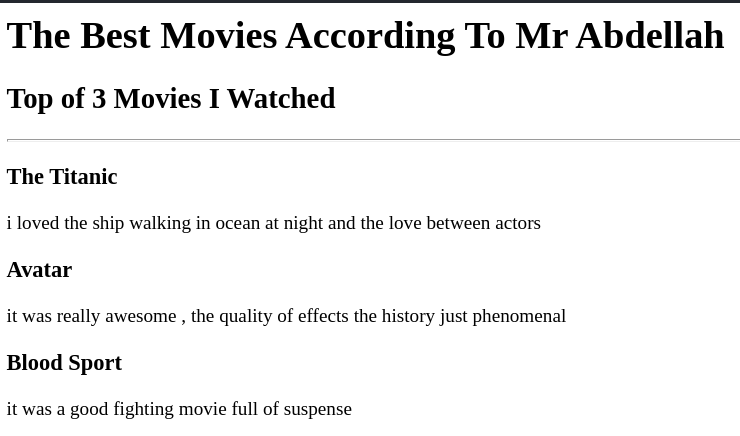 The Best Movies According To Mr Abdellah
Top of 3 Movies I Watched
The Titanic
i loved the ship walking in ocean at night and the love between actors
Avatar
it was really awesome , the quality of effects the history just phenomenal
Blood Sport
it was a good fighting movie full of suspense